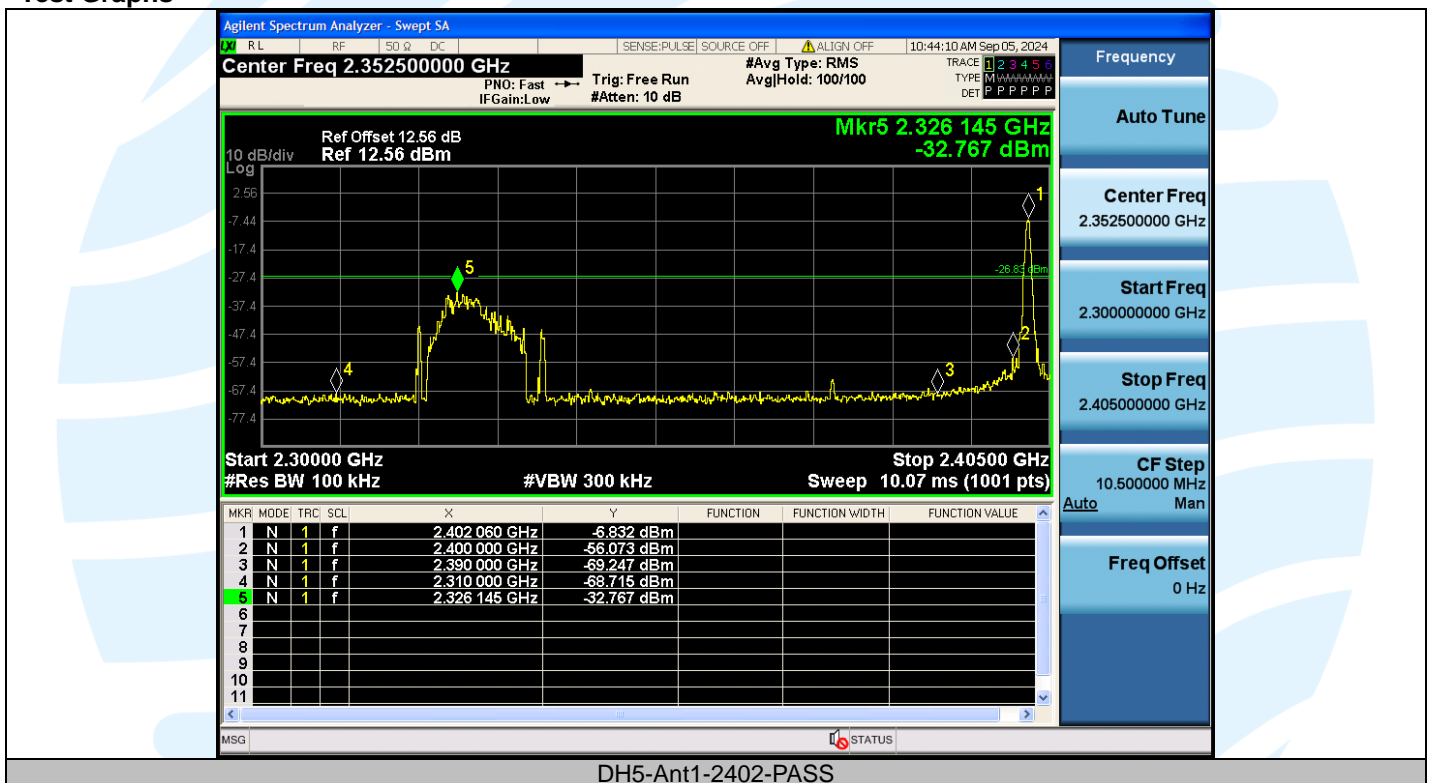 Test Graphs
Agilent Spectrum Analyzer - Swept SA
LXI RL RF 50 Ω DC SENSE:PULSE SOURCE OFF ALIGN OFF 10:44:10 AM Sep 05, 2024
Center Freq 2.352500000 GHz
#Avg Type: RMS
TRACE 1 2 3 4 5 6
PNO: Fast
Trig: Free Run
Avg|Hold: 100/100
TYPE M WWWWW
IFGain:Low
#Atten: 10 dB
DET P P P P P P
Mkr5 2.326 145 GHz
-32.767 dBm
Ref Offset 12.56 dB
10 dB/div Ref 12.56 dBm
Log
2.56
-7.44
-17.4
-27.4
-37.4
-47.4
-57.4
-67.4
-77.4
1
5
-26.83 dBm
2
4
3
Start 2.30000 GHz Stop 2.40500 GHz
#Res BW 100 kHz #VBW 300 kHz Sweep 10.07 ms (1001 pts)
MKR MODE TRC SCL X Y FUNCTION FUNCTION WIDTH FUNCTION VALUE
1 N 1 f 2.402 060 GHz -6.832 dBm
2 N 1 f 2.400 000 GHz -56.073 dBm
3 N 1 f 2.390 000 GHz -69.247 dBm
4 N 1 f 2.310 000 GHz -68.715 dBm
5 N 1 f 2.326 145 GHz -32.767 dBm
6
7
8
9
10
11
MSG STATUS
Frequency
Auto Tune
Center Freq
2.352500000 GHz
Start Freq
2.300000000 GHz
Stop Freq
2.405000000 GHz
CF Step
10.500000 MHz
Auto Man
Freq Offset
0 Hz
DH5-Ant1-2402-PASS